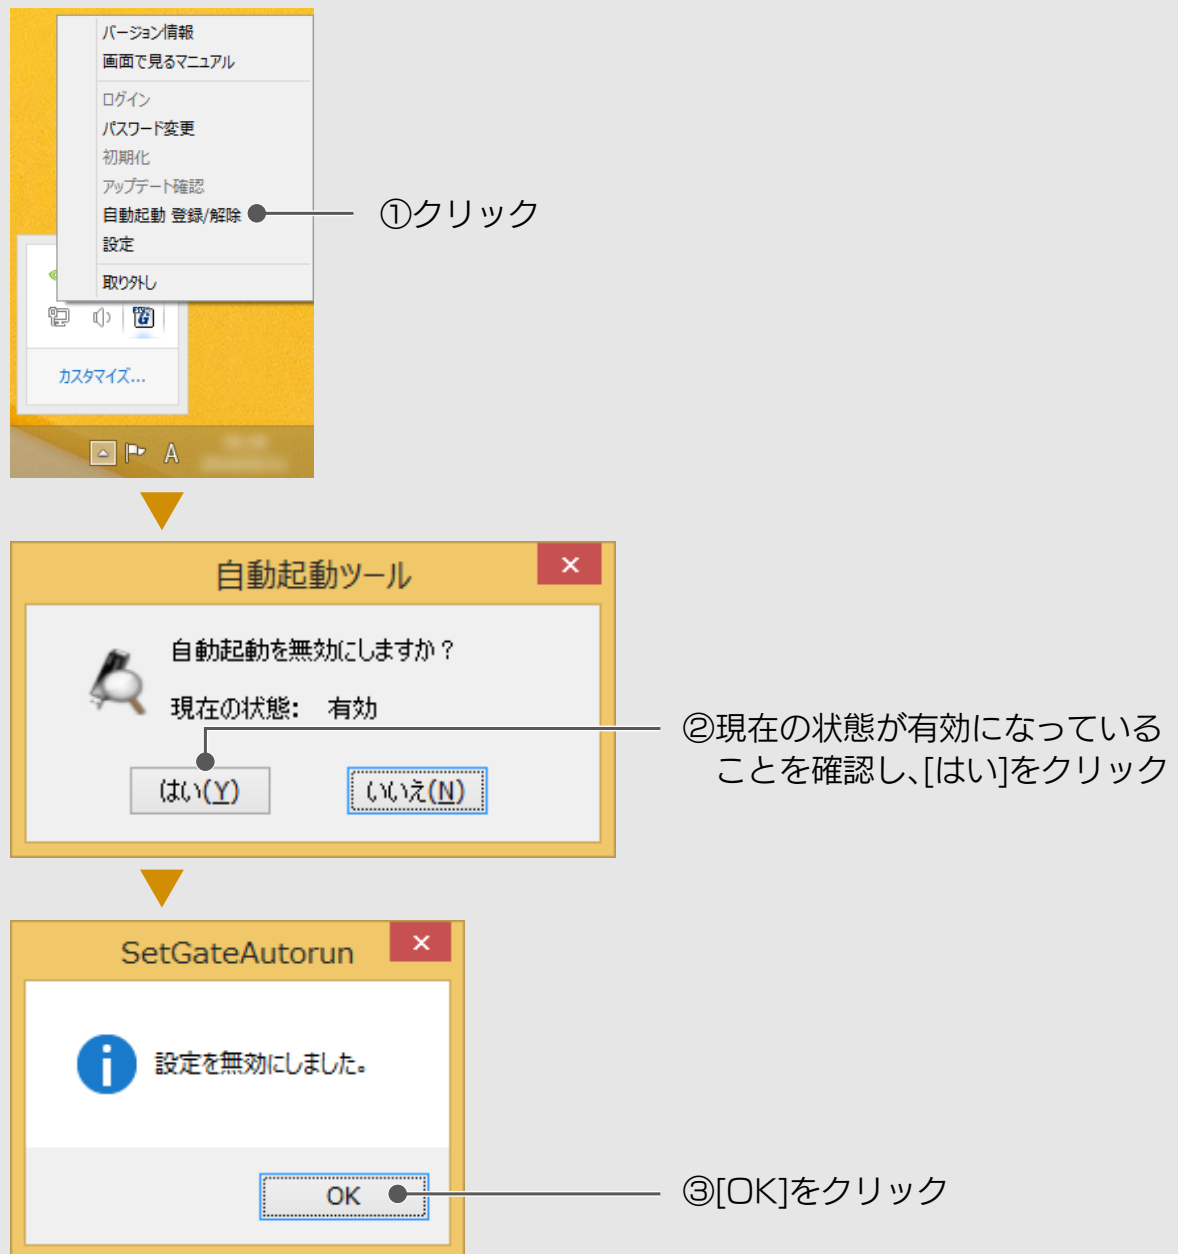 バージョン情報
画面で見るマニュアル
ログイン
パスワード変更
初期化
アップデート確認
自動起動 登録/解除
設定
取り外し
カスタマイズ...
A
①クリック
自動起動ツール
自動起動を無効にしますか？
現在の状態： 有効
はい(Y)
いいえ(N)
②現在の状態が有効になっている
ことを確認し、[はい]をクリック
SetGateAutorun
設定を無効にしました。
OK
③[OK]をクリック